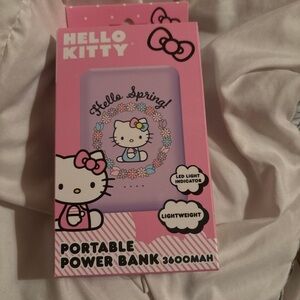 HELLO
KITTY
Hello Spring!
LED LIGHT
INDICATOR
LIGHTWEIGHT
PORTABLE
POWER BANK 3600MAH